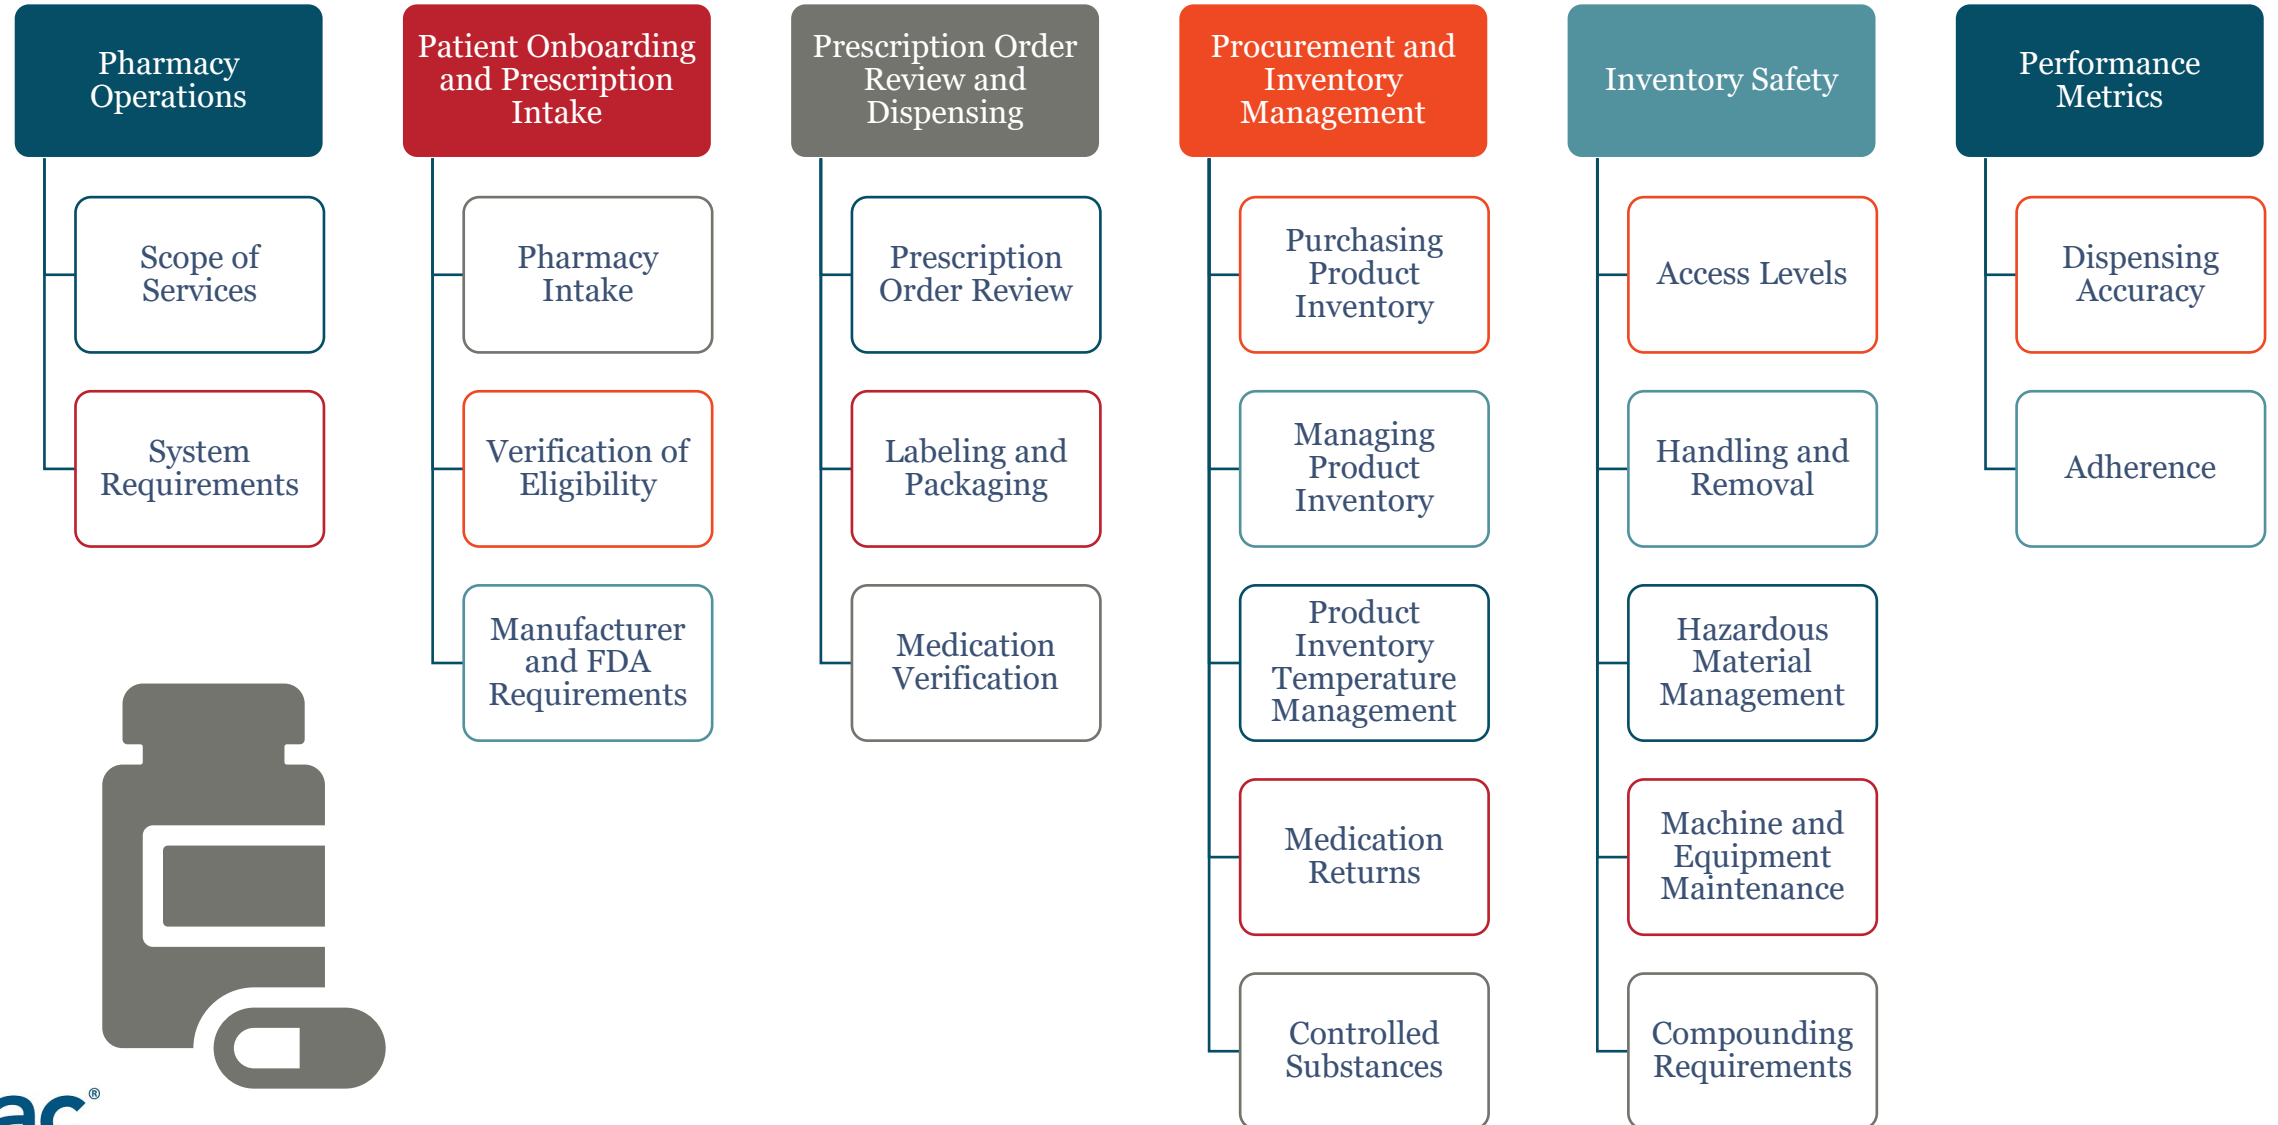 Pharmacy
Operations
Scope of
Services
System
Requirements
Patient Onboarding
and Prescription
Intake
Pharmacy
Intake
Verification of
Eligibility
Manufacturer
and FDA
Requirements
Prescription Order
Review and
Dispensing
Prescription
Order Review
Labeling and
Packaging
Medication
Verification
Procurement and
Inventory
Management
Purchasing
Product
Inventory
Managing
Product
Inventory
Product
Inventory
Temperature
Management
Medication
Returns
Controlled
Substances
Inventory Safety
Access Levels
Handling and
Removal
Hazardous
Material
Management
Machine and
Equipment
Maintenance
Compounding
Requirements
Performance
Metrics
Dispensing
Accuracy
Adherence